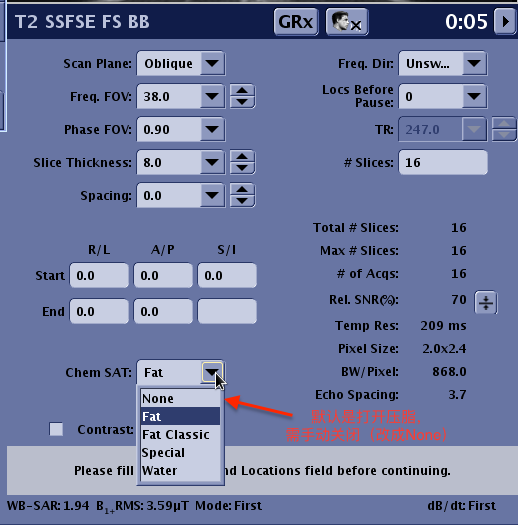 T2 SSFSE FS BB GRx 0:05
Scan Plane: Oblique Freq. Dir: Unsw...
Freq. FOV: 38.0 Locs Before Pause: 0
Phase FOV: 0.90 TR: 247.0
Slice Thickness: 8.0 # Slices: 16
Spacing: 0.0
Total # Slices: 16
R/L A/P S/I Max # Slices: 16
Start 0.0 0.0 0.0 # of Acqs: 16
Rel. SNR(%): 70
End 0.0 0.0 Temp Res: 209 ms
Pixel Size: 2.0x2.4
Chem SAT: Fat BW/Pixel: 868.0
Echo Spacing: 3.7
None
Fat 默认是打开压脂
Fat Classic 需手动关闭（改成None）
Contrast:
Special
Water
Please fill nd Locations field before continuing.
WB-SAR: 1.94 B1+RMS: 3.59µT Mode: First dB/dt: First